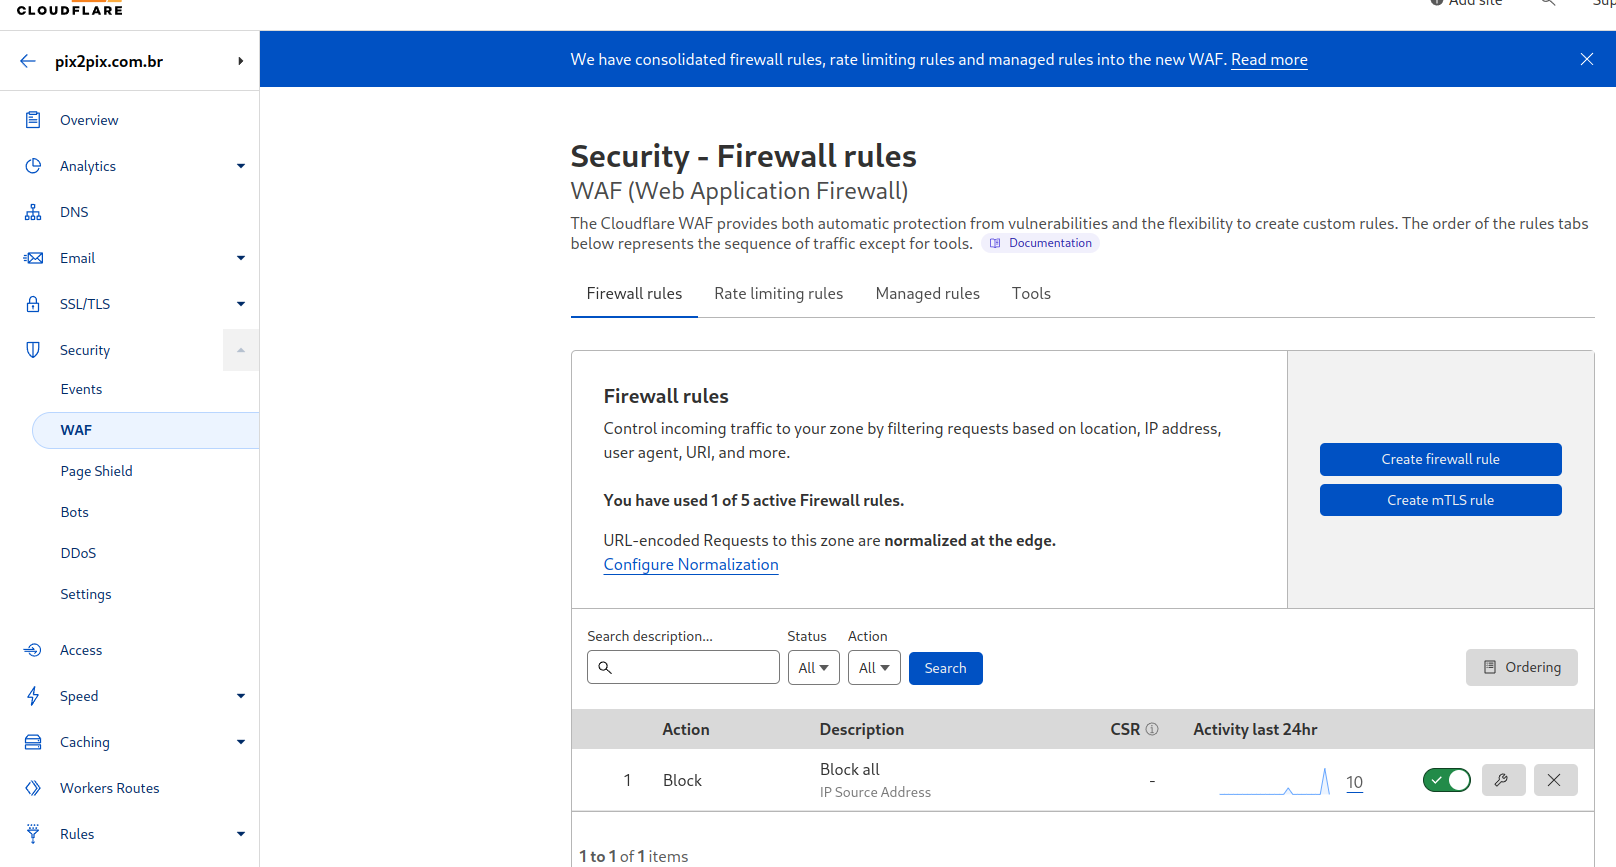 CLOUDFLARE
Add site
pix2pix.com.br
We have consolidated firewall rules, rate limiting rules and managed rules into the new WAF. Read more
Overview
Analytics
DNS
Email
SSL/TLS
Security
Events
WAF
Page Shield
Bots
DDoS
Settings
Access
Speed
Caching
Workers Routes
Rules
Security - Firewall rules
WAF (Web Application Firewall)
The Cloudflare WAF provides both automatic protection from vulnerabilities and the flexibility to create custom rules. The order of the rules tabs
below represents the sequence of traffic except for tools. Documentation
Firewall rules Rate limiting rules Managed rules Tools
Firewall rules
Control incoming traffic to your zone by filtering requests based on location, IP address,
user agent, URI, and more.
You have used 1 of 5 active Firewall rules.
URL-encoded Requests to this zone are normalized at the edge.
Configure Normalization
Create firewall rule
Create mTLS rule
Search description... Status Action
All All Search Ordering
Action Description CSR Activity last 24hr
1 Block Block all - 10
IP Source Address
1 to 1 of 1 items